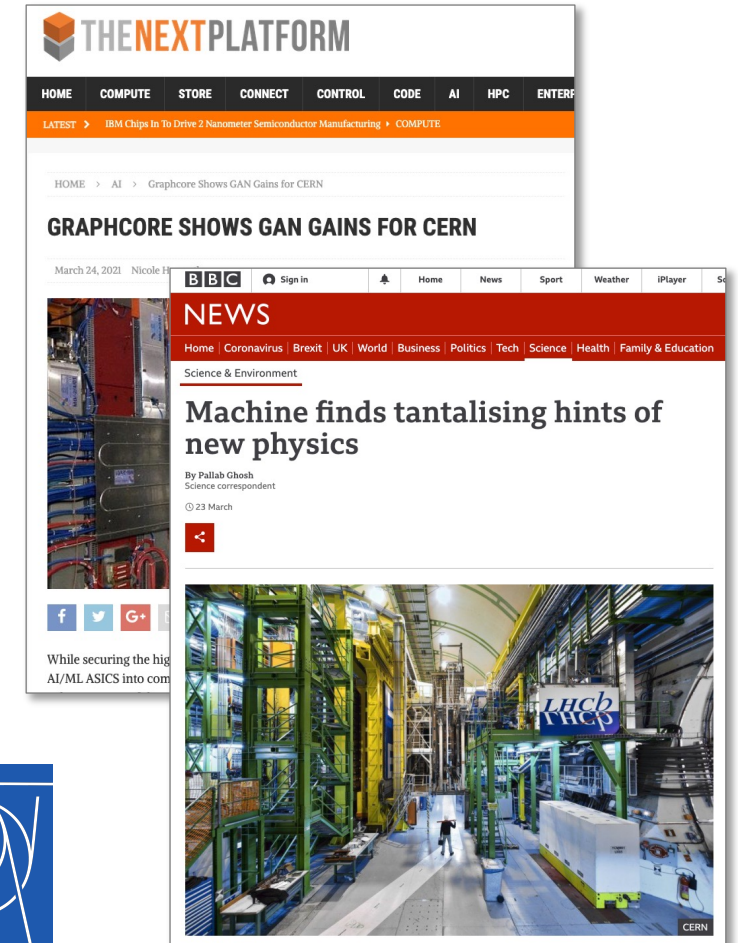 THENEXTPLATFORM
HOME COMPUTE STORE CONNECT CONTROL CODE AI HPC
LATEST > IBM Chips In To Drive 2 Nanometer Semiconductor Manufacturing COMPUTE
HOME > AI > Graphcore Shows GAN Gains for CERN
GRAPHCORE SHOWS GAN GAINS FOR CERN
March 24, 2021 Nicole
f G+
While securing the
AI/ML ASICS into
BBC Sign in Home News Sport Weather iPlayer
NEWS
Home | Coronavirus | Brexit | UK | World | Business | Politics | Tech | Science | Health | Family & Education
Science & Environment
Machine finds tantalising hints of
new physics
By Pallab Ghosh
Science correspondent
23 March
LHCb
THCP
CERN